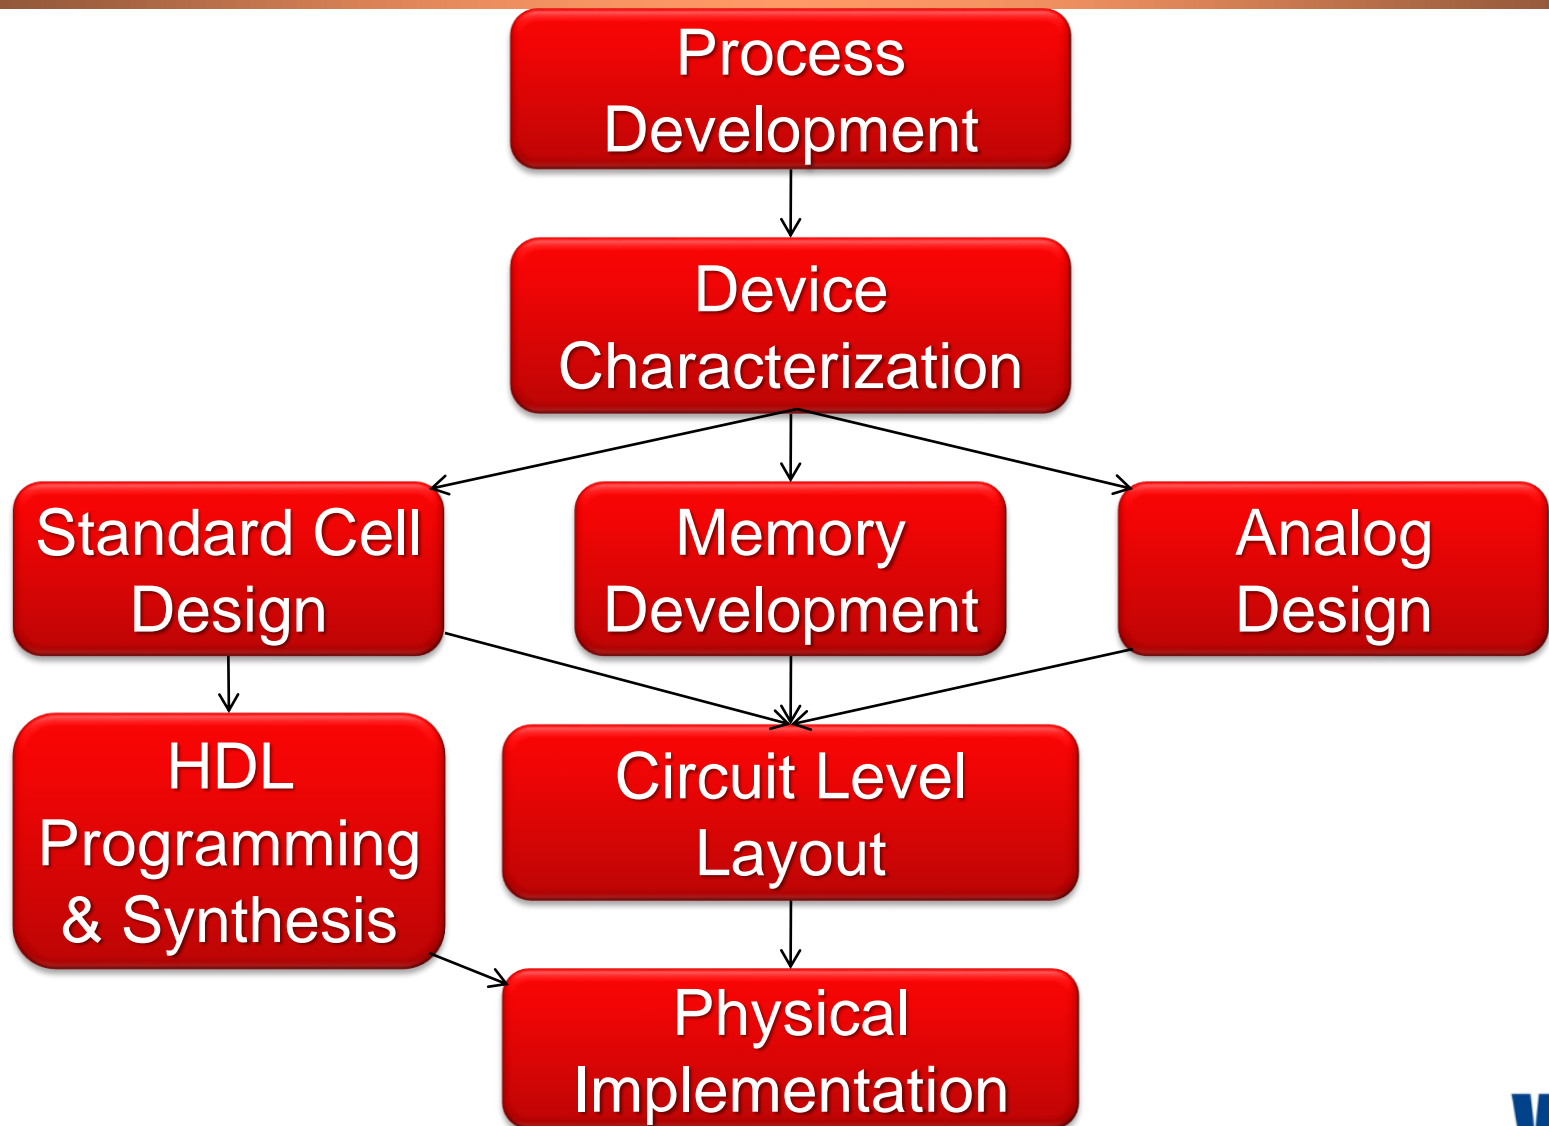 Process
Development
Device
Characterization
Standard Cell
Design
Memory
Development
Analog
Design
HDL
Programming
& Synthesis
Circuit Level
Layout
Physical
Implementation